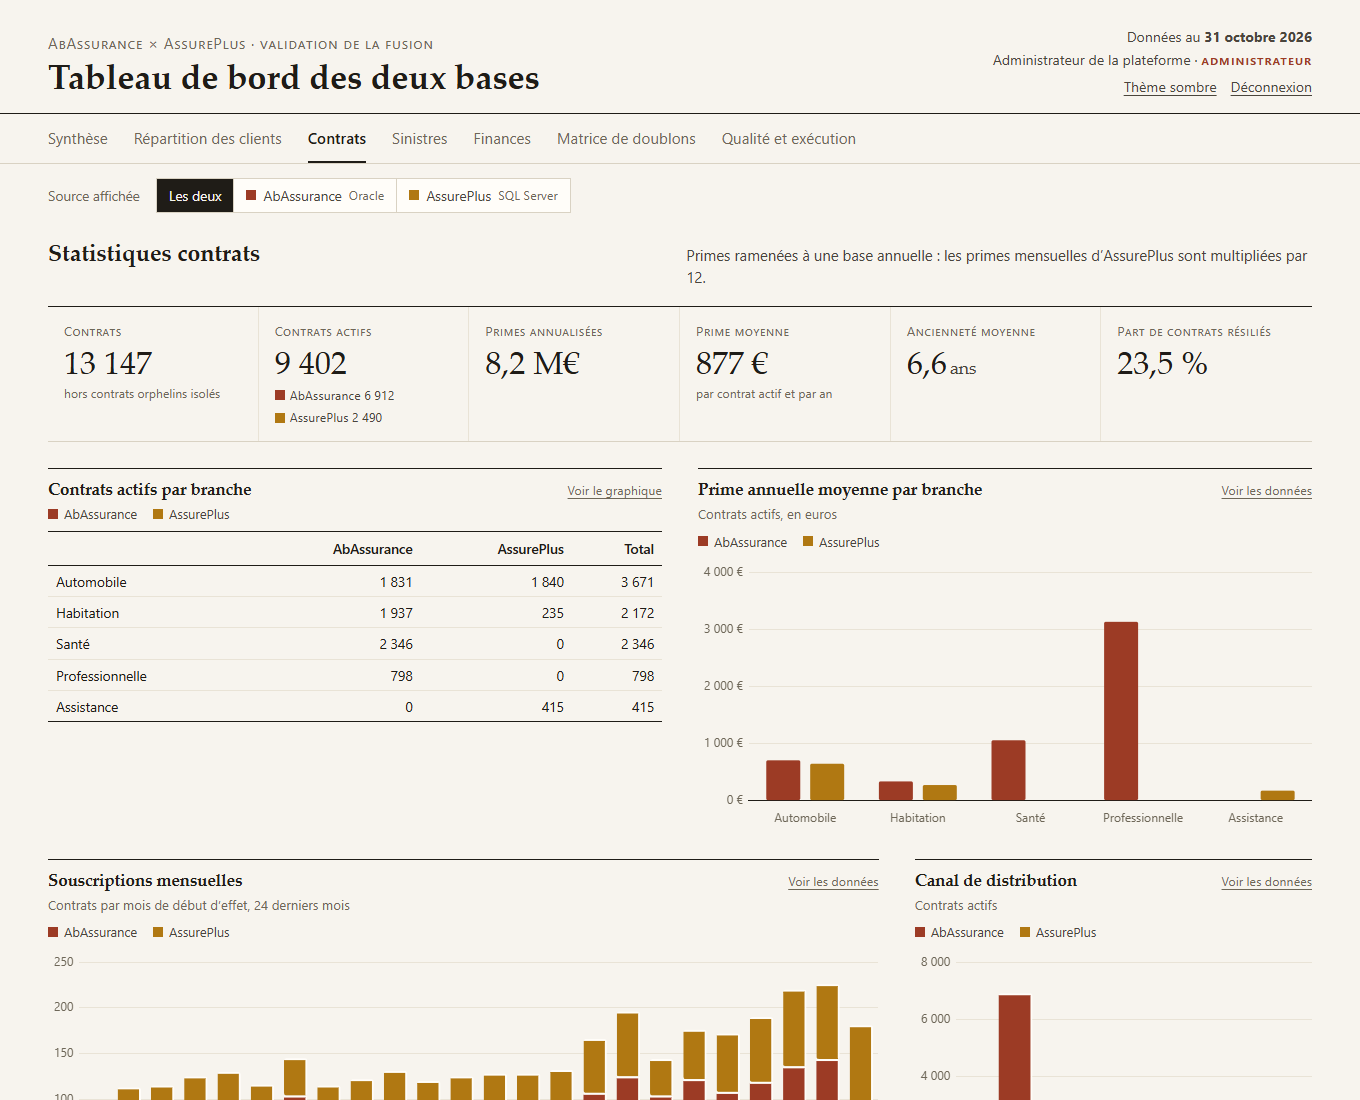 AbAssurance × AssurePlus · validation de la fusion
Tableau de bord des deux bases
Données au 31 octobre 2026
Administrateur de la plateforme · ADMINISTRATEUR
Thème sombre Déconnexion
Synthèse Répartition des clients Contrats Sinistres Finances Matrice de doublons Qualité et exécution
Source affichée Les deux AbAssurance Oracle AssurePlus SQL Server
Statistiques contrats
Primes ramenées à une base annuelle : les primes mensuelles d’AssurePlus sont multipliées par
12.
Contrats
13 147
hors contrats orphelins isolés
Contrats actifs
9 402
AbAssurance 6 912
AssurePlus 2 490
Primes annualisées
8,2 M€
Prime moyenne
877 €
par contrat actif et par an
Ancienneté moyenne
6,6 ans
Part de contrats résiliés
23,5 %
Contrats actifs par branche Voir le graphique
AbAssurance AssurePlus
AbAssurance AssurePlus Total
Automobile 1 831 1 840 3 671
Habitation 1 937 235 2 172
Santé 2 346 0 2 346
Professionnelle 798 0 798
Assistance 0 415 415
Prime annuelle moyenne par branche Voir les données
Contrats actifs, en euros
AbAssurance AssurePlus
4 000 €
3 000 €
2 000 €
1 000 €
0 €
Automobile Habitation Santé Professionnelle Assistance
Souscriptions mensuelles Voir les données
Contrats par mois de début d'effet, 24 derniers mois
AbAssurance AssurePlus
250
200
150
100
Canal de distribution Voir les données
Contrats actifs
AbAssurance AssurePlus
8 000
6 000
4 000